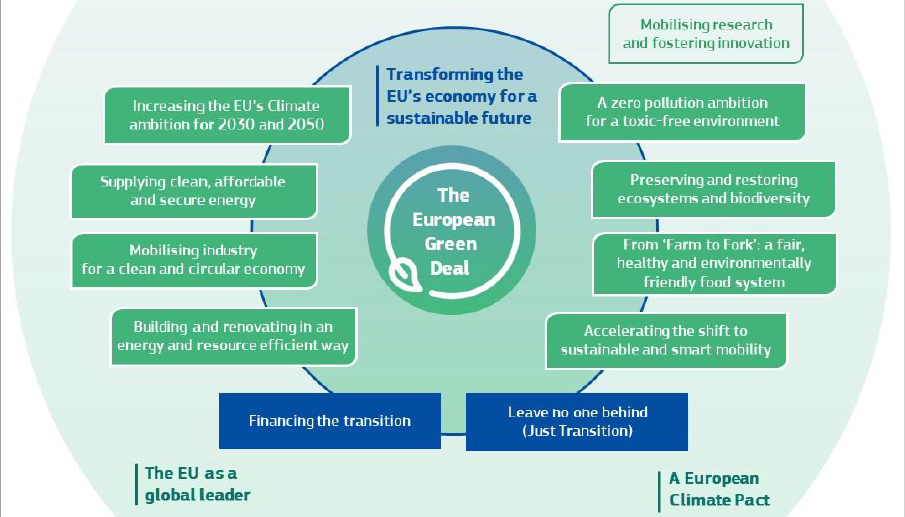 Mobilising research
and fostering innovation
Transforming the
EU's economy for a
sustainable future
Increasing the EU's Climate
ambition for 2030 and 2050
A zero pollution ambition
for a toxic-free environment
Supplying clean, affordable
and secure energy
Preserving and restoring
ecosystems and biodiversity
The
European
Green
Deal
Mobilising industry
for a clean and circular economy
From 'Farm to Fork': a fair,
healthy and environmentally
friendly food system
Building and renovating in an
energy and resource efficient way
Accelerating the shift to
sustainable and smart mobility
Financing the transition
Leave no one behind
(Just Transition)
The EU as a
global leader
A European
Climate Pact